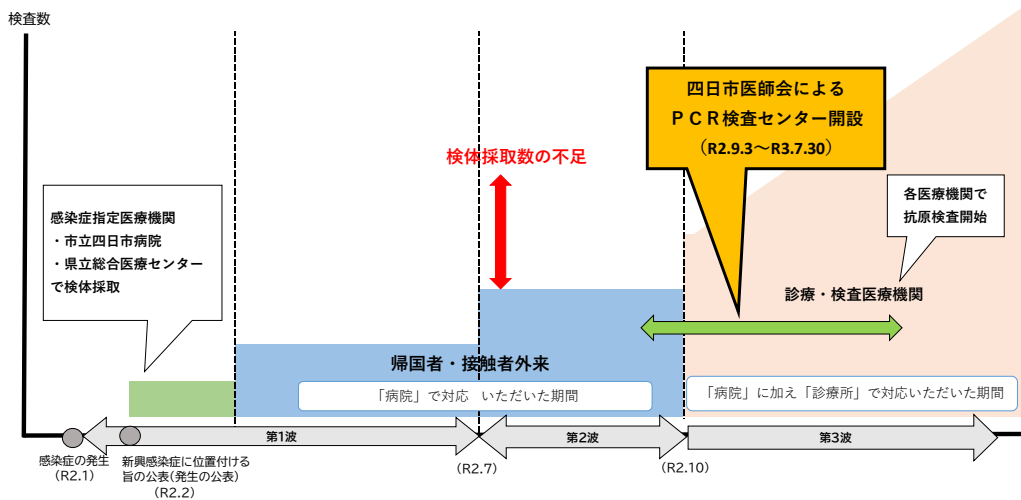 検査数
四日市医師会による
ＰＣＲ検査センター開設
（R2.9.3～R3.7.30）
検体採取数の不足
各医療機関で
抗原検査開始
感染症指定医療機関
・市立四日市病院
・県立総合医療センター
で検体採取
診療・検査医療機関
帰国者・接触者外来
「病院」で対応　いただいた期間
「病院」に加え「診療所」で対応いただいた期間
第1波
第2波
第3波
感染症の発生
（R2.1）
新興感染症に位置付ける
旨の公表(発生の公表)
（R2.2）
（R2.7）
（R2.10）